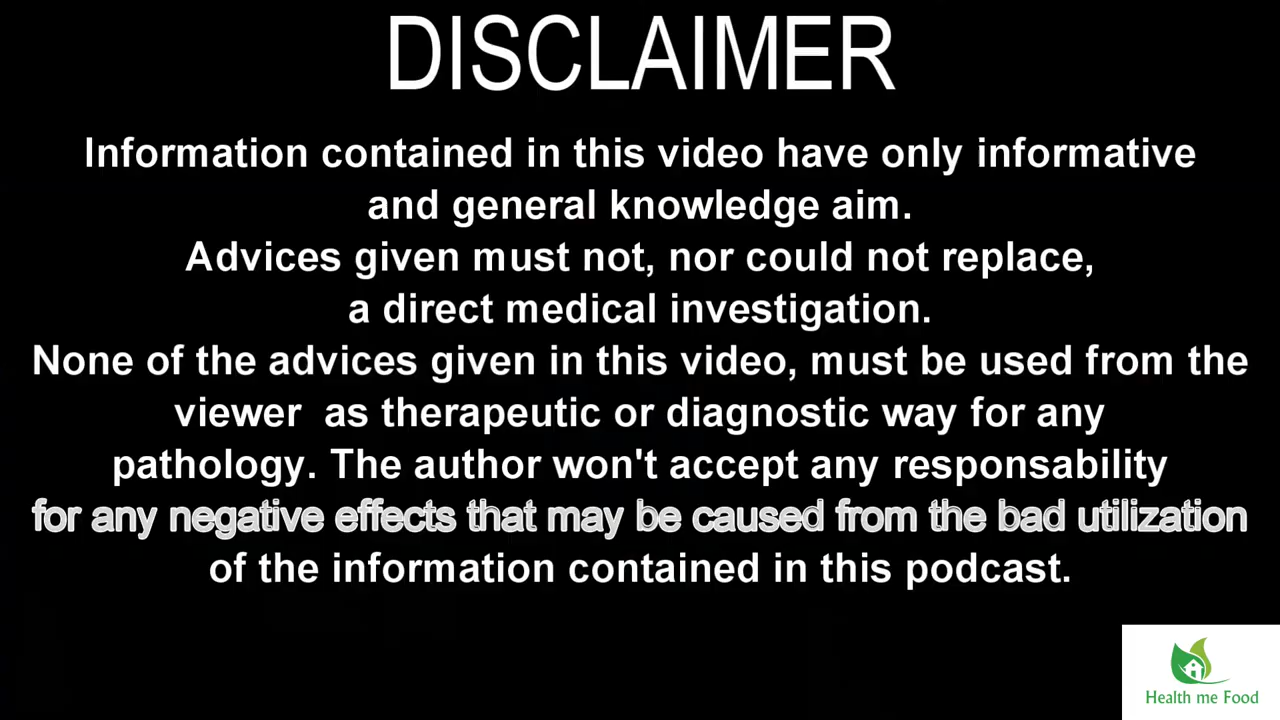 DISCLAIMER
Information contained in this video have only informative
and general knowledge aim.
Advices given must not, nor could not replace,
a direct medical investigation.
None of the advices given in this video, must be used from the
viewer  as therapeutic or diagnostic way for any
pathology. The author won't accept any responsability
for any negative effects that may be caused from the bad utilization
of the information contained in this podcast.
Health me Food